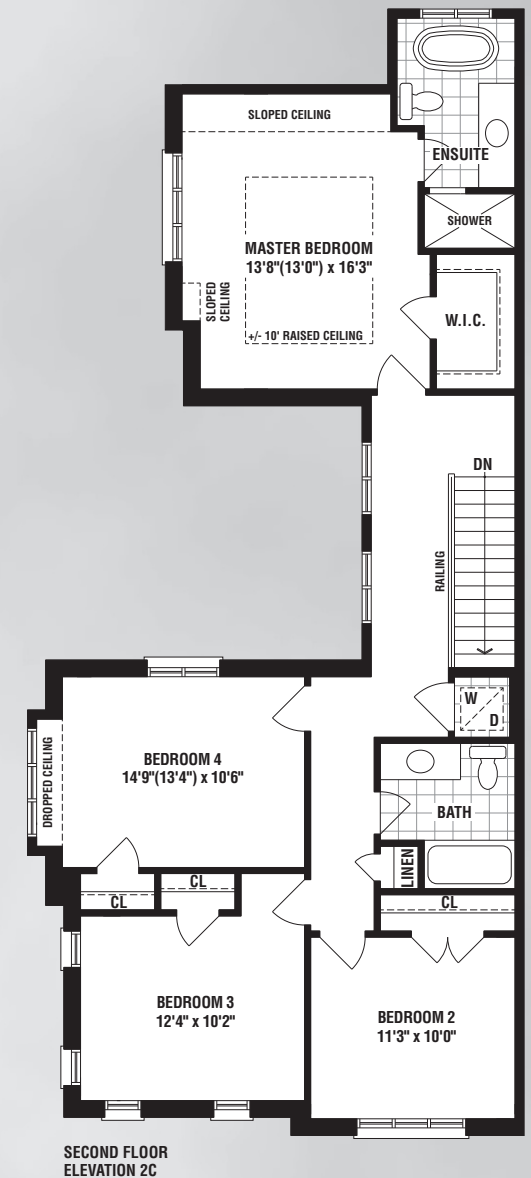 SLOPED CEILING
ENSUITE
SHOWER
MASTER BEDROOM
13'8"(13'0") x 16'3"
SLOPED
CEILING
+/- 10' RAISED CEILING
W.I.C.
DN
RAILING
W
D
BEDROOM 4
14'9"(13'4") x 10'6"
DROPPED CEILING
BATH
LINEN
CL
CL
CL
BEDROOM 3
12'4" x 10'2"
BEDROOM 2
11'3" x 10'0"
SECOND FLOOR
ELEVATION 2C